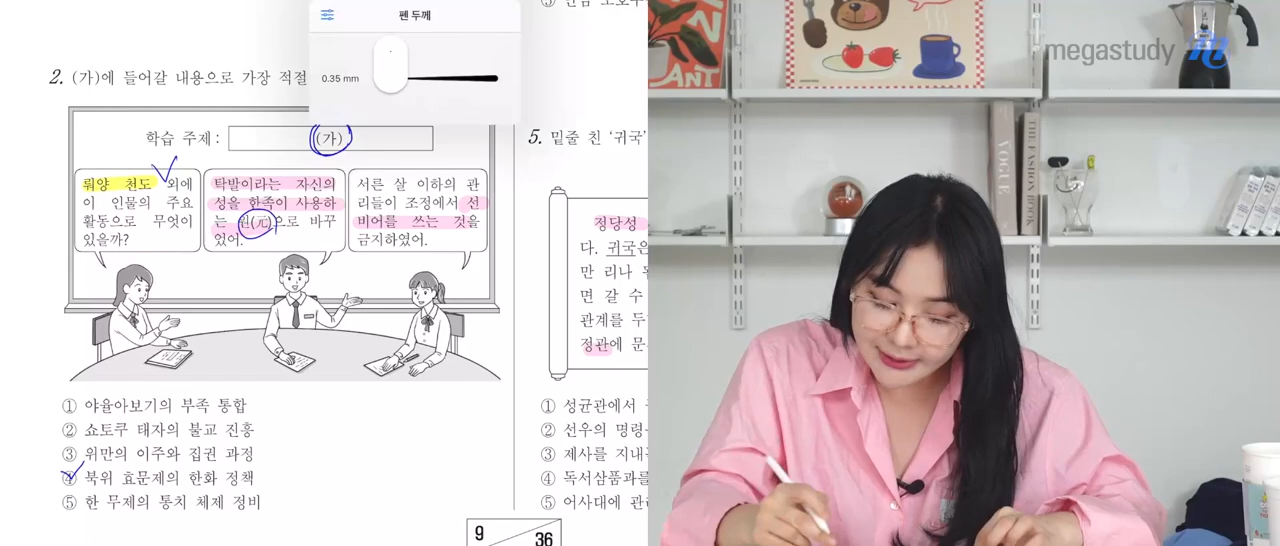 펜 두께
0.35 mm
2. (가)에 들어갈 내용으로 가장 적절
학습 주제 : (가)
뤄양 천도 외에
이 인물의 주요
활동으로 무엇이
있을까?
탁발이라는 자신의
성을 한족이 사용하
는 원(元)으로 바꾸
었어.
서른 살 이하의 관
리들이 조정에서 선
비어를 쓰는 것을
금지하였어.
① 야율아보기의 부족 통합
② 쇼토쿠 태자의 불교 진흥
③ 위만의 이주와 집권 과정
④ 북위 효문제의 한화 정책
⑤ 한 무제의 통치 체제 정비
5. 밑줄 친 ‘귀국’
정당성
다. 귀국은
만 리나
면 갈 수
관계를 두
정관에 문
① 성균관에서
② 선우의 명령
③ 제사를 지내
④ 독서삼품과를
⑤ 어사대에 관
9
36
megastudy
VOGUE
ANT